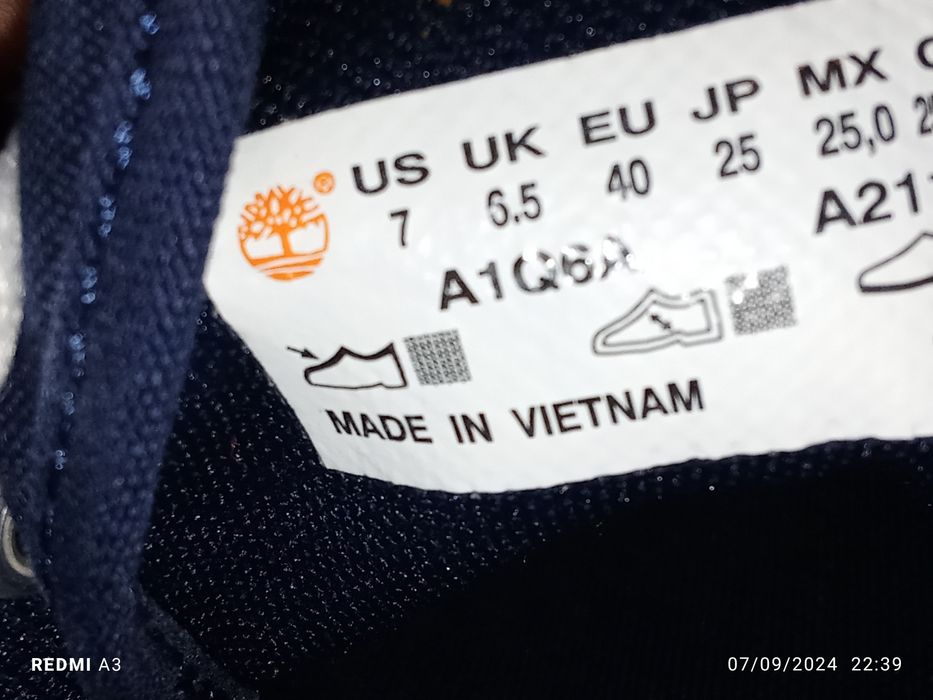 US UK EU JP MX
7 6.5 40 25 25,0
MADE IN VIETNAM
REDMI A3
07/09/2024 22:39